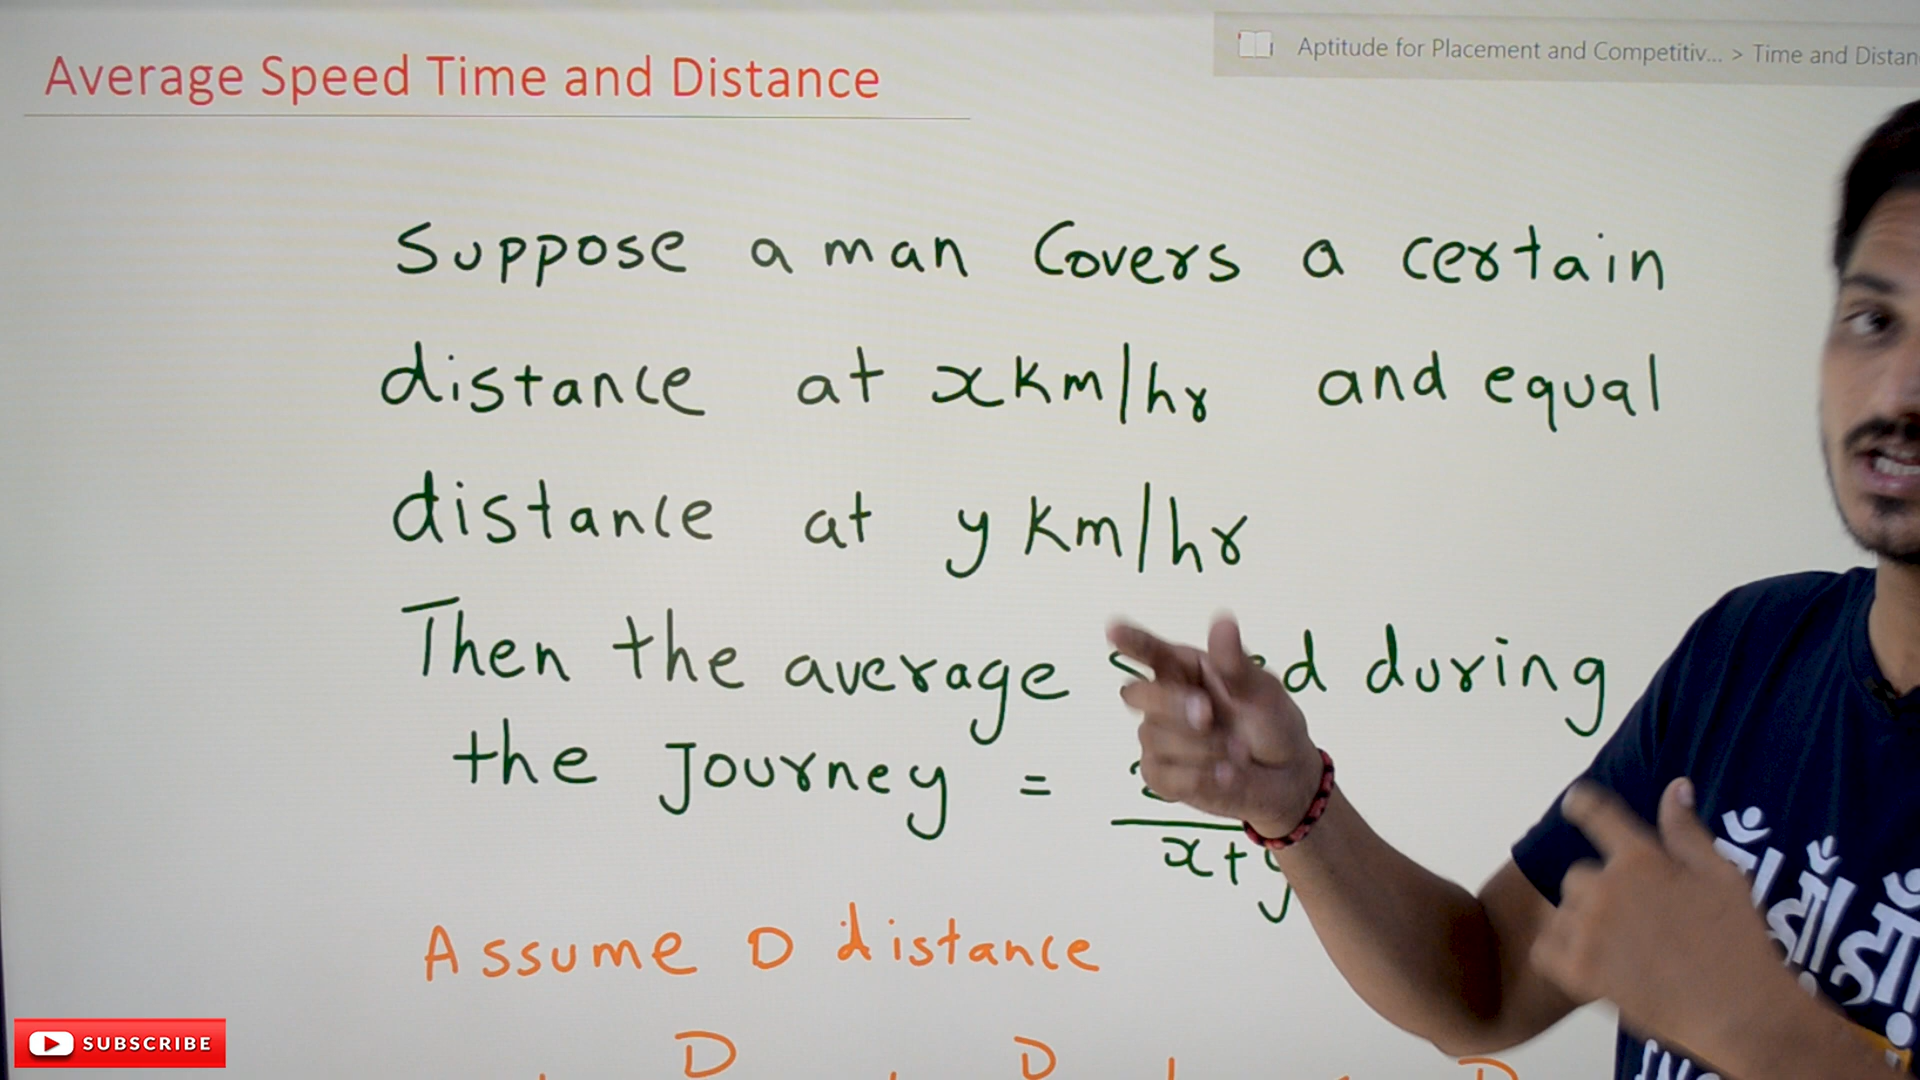 Average Speed Time and Distance
Aptitude for Placement and Competitiv... > Time and Distan
Suppose a man Covers a certain
distance at x km/hr and equal
distance at y km/hr
Then the average during
the Journey =
x+y
Assume D distance
D D
SUBSCRIBE